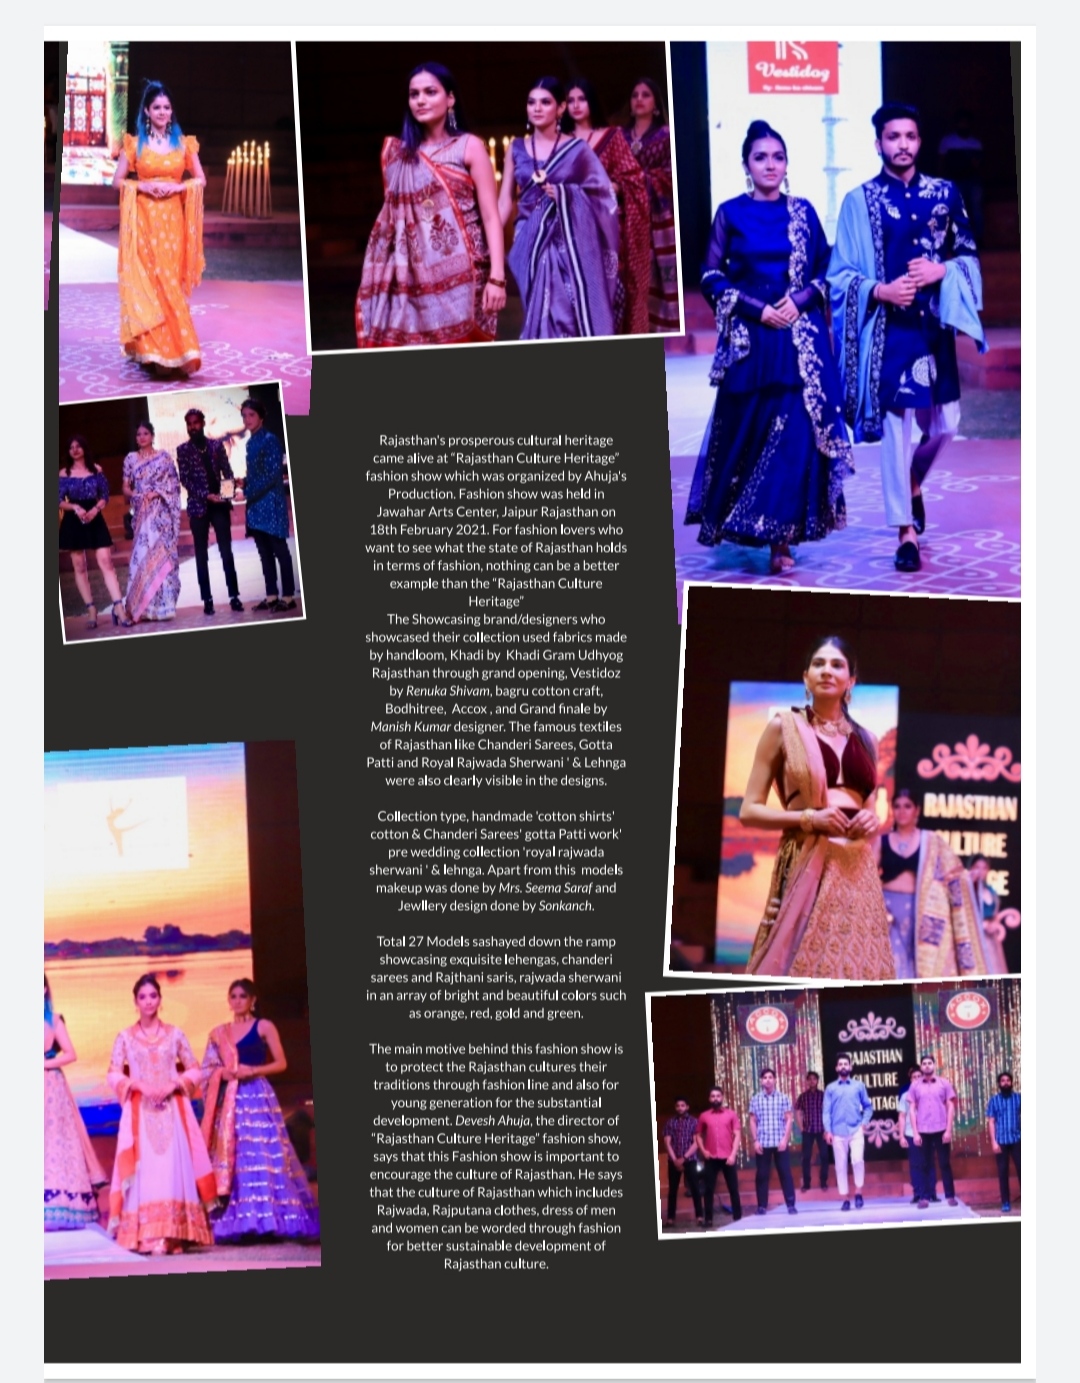 Vestidoz
Rajasthan's prosperous cultural heritage
came alive at “Rajasthan Culture Heritage”
fashion show which was organized by Ahuja's
Production. Fashion show was held in
Jawahar Arts Center, Jaipur Rajasthan on
18th February 2021. For fashion lovers who
want to see what the state of Rajasthan holds
in terms of fashion, nothing can be a better
example than the “Rajasthan Culture
Heritage”
The Showcasing brand/designers who
showcased their collection used fabrics made
by handloom, Khadi by Khadi Gram Udhyog
Rajasthan through grand opening, Vestidoz
by Renuka Shivam, bagru cotton craft,
Bodhitree, Accox , and Grand finale by
Manish Kumar designer. The famous textiles
of Rajasthan like Chanderi Sarees, Gotta
Patti and Royal Rajwada Sherwani ' & Lehnga
were also clearly visible in the designs.
Collection type, handmade 'cotton shirts'
cotton & Chanderi Sarees' gotta Patti work'
pre wedding collection 'royal rajwada
sherwani ' & lehnga. Apart from this models
makeup was done by Mrs. Seema Saraf and
Jewllery design done by Sonkanch.
Total 27 Models sashayed down the ramp
showcasing exquisite lehengas, chanderi
sarees and Rajthani saris, rajwada sherwani
in an array of bright and beautiful colors such
as orange, red, gold and green.
The main motive behind this fashion show is
to protect the Rajasthan cultures their
traditions through fashion line and also for
young generation for the substantial
development. Devesh Ahuja, the director of
“Rajasthan Culture Heritage” fashion show,
says that this Fashion show is important to
encourage the culture of Rajasthan. He says
that the culture of Rajasthan which includes
Rajwada, Rajputana clothes, dress of men
and women can be worded through fashion
for better sustainable development of
Rajasthan culture.
RAJASTHAN
ULTURE
GE
RAJASTHAN
CULTURE
ITAG